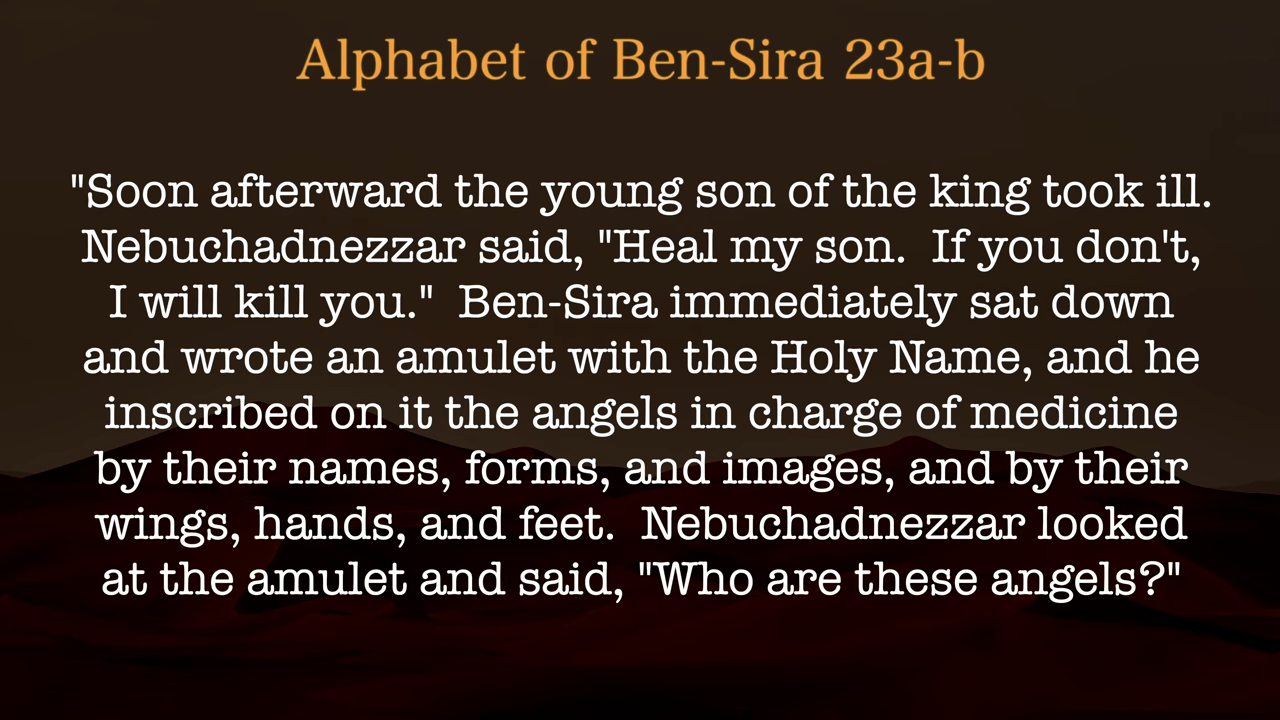 Alphabet of Ben-Sira 23a-b
"Soon afterward the young son of the king took ill.
Nebuchadnezzar said, "Heal my son.  If you don't,
I will kill you."  Ben-Sira immediately sat down
and wrote an amulet with the Holy Name, and he
inscribed on it the angels in charge of medicine
by their names, forms, and images, and by their
wings, hands, and feet.  Nebuchadnezzar looked
at the amulet and said, "Who are these angels?"